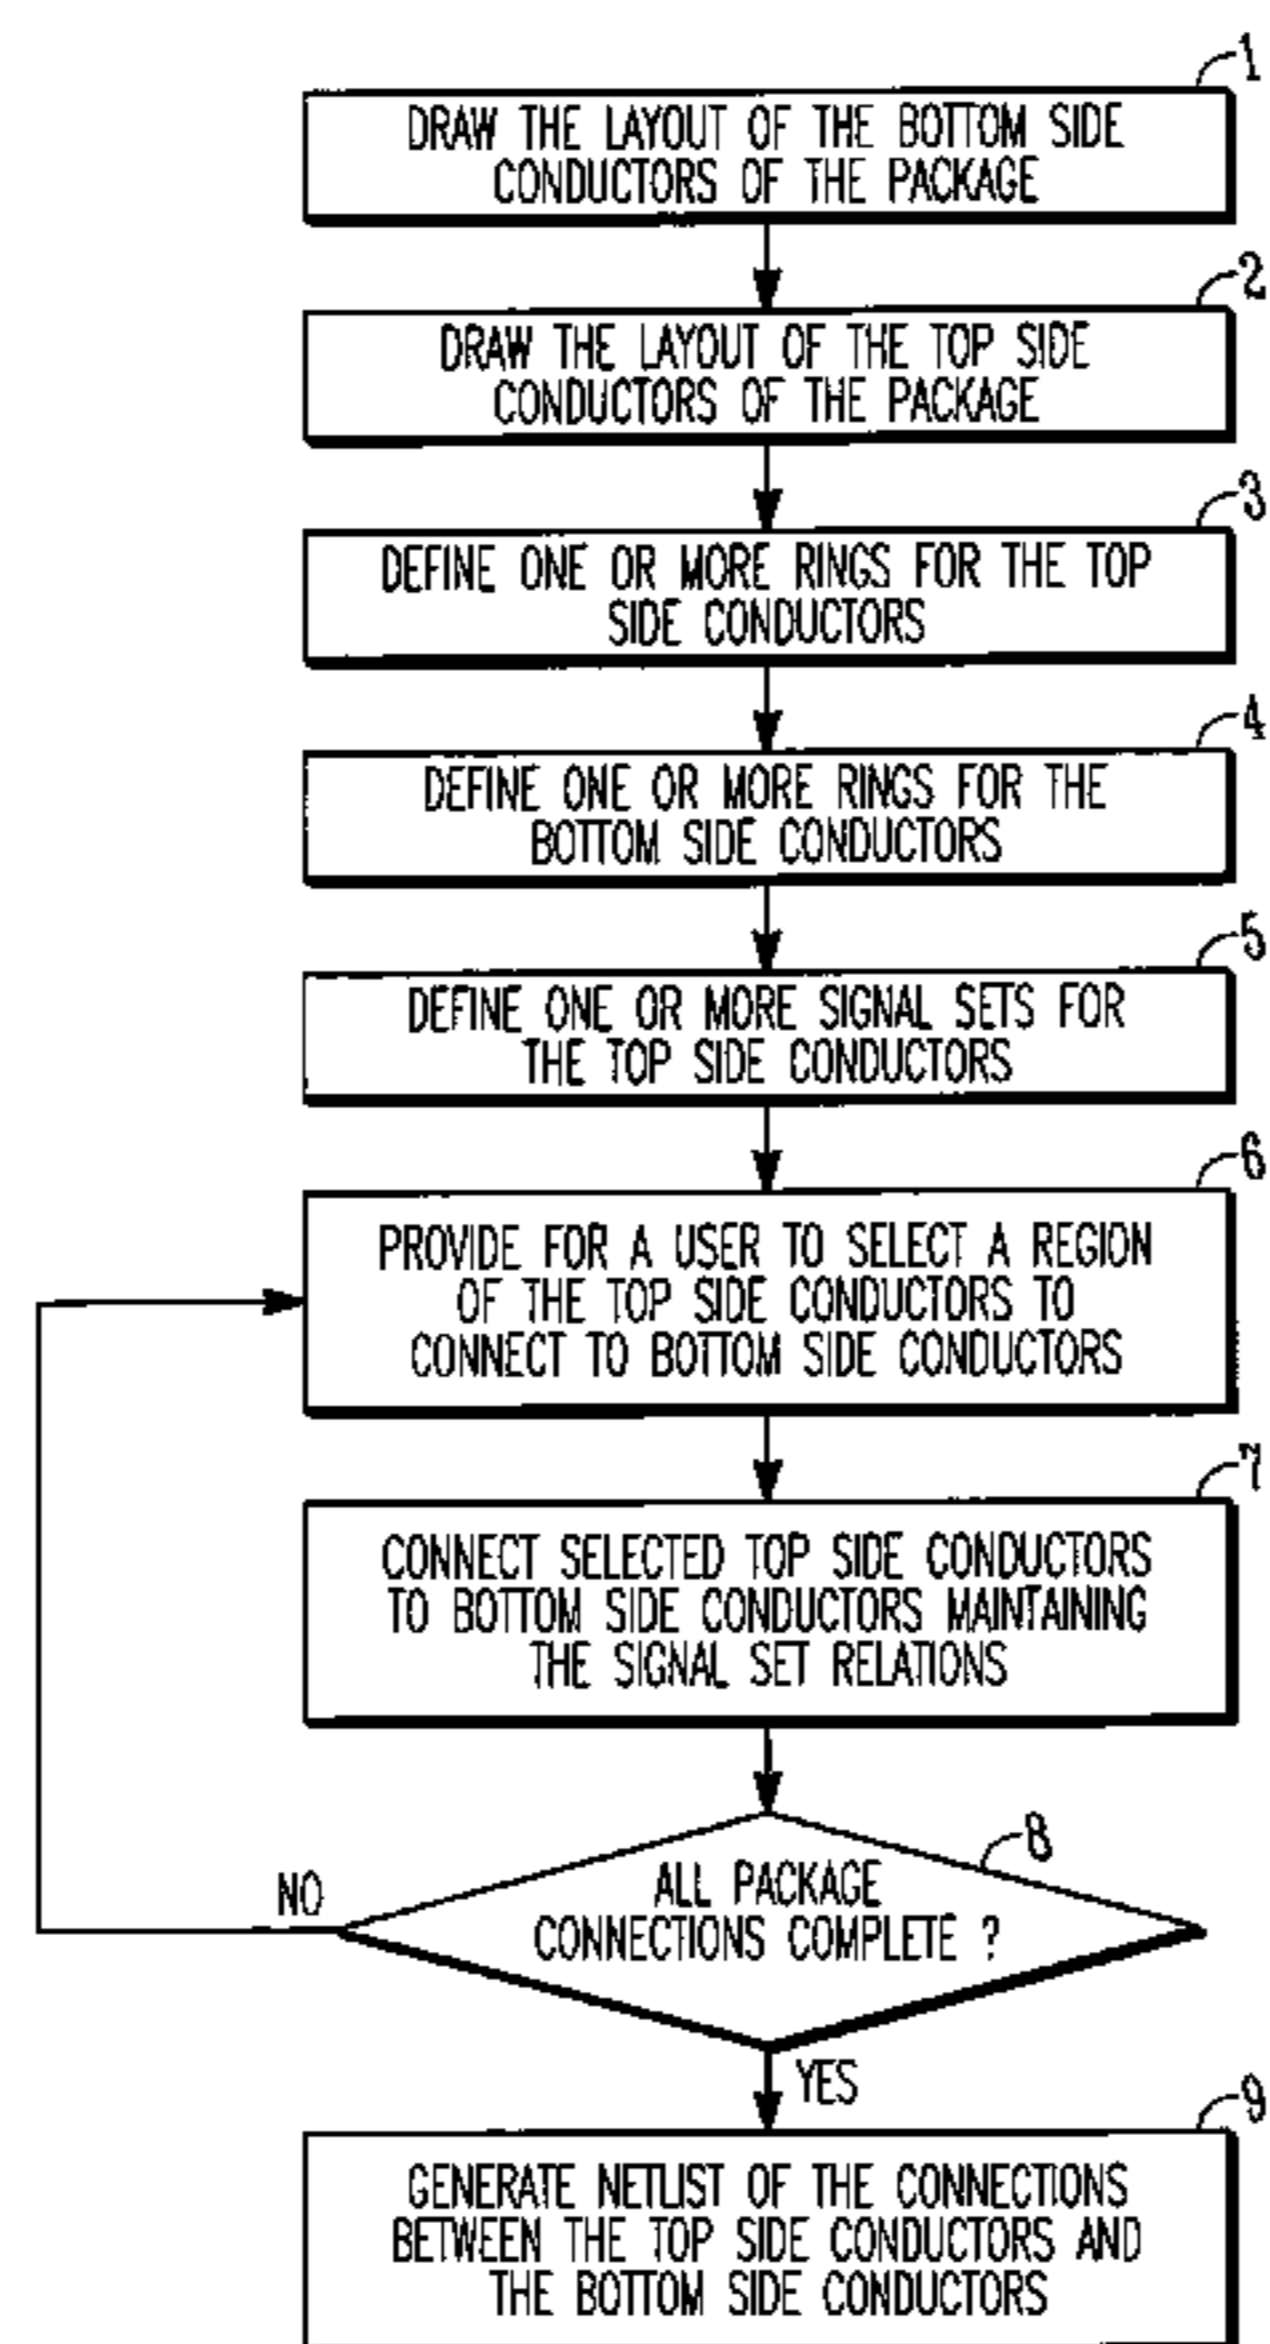 1
DRAW THE LAYOUT OF THE BOTTOM SIDE
CONDUCTORS OF THE PACKAGE
2
DRAW THE LAYOUT OF THE TOP SIDE
CONDUCTORS OF THE PACKAGE
3
DEFINE ONE OR MORE RINGS FOR THE TOP
SIDE CONDUCTORS
4
DEFINE ONE OR MORE RINGS FOR THE
BOTTOM SIDE CONDUCTORS
5
DEFINE ONE OR MORE SIGNAL SETS FOR
THE TOP SIDE CONDUCTORS
6
PROVIDE FOR A USER TO SELECT A REGION
OF THE TOP SIDE CONDUCTORS TO
CONNECT TO BOTTOM SIDE CONDUCTORS
7
CONNECT SELECTED TOP SIDE CONDUCTORS
TO BOTTOM SIDE CONDUCTORS MAINTAINING
THE SIGNAL SET RELATIONS
8
ALL PACKAGE
CONNECTIONS COMPLETE ?
NO
YES
9
GENERATE NETLIST OF THE CONNECTIONS
BETWEEN THE TOP SIDE CONDUCTORS AND
THE BOTTOM SIDE CONDUCTORS